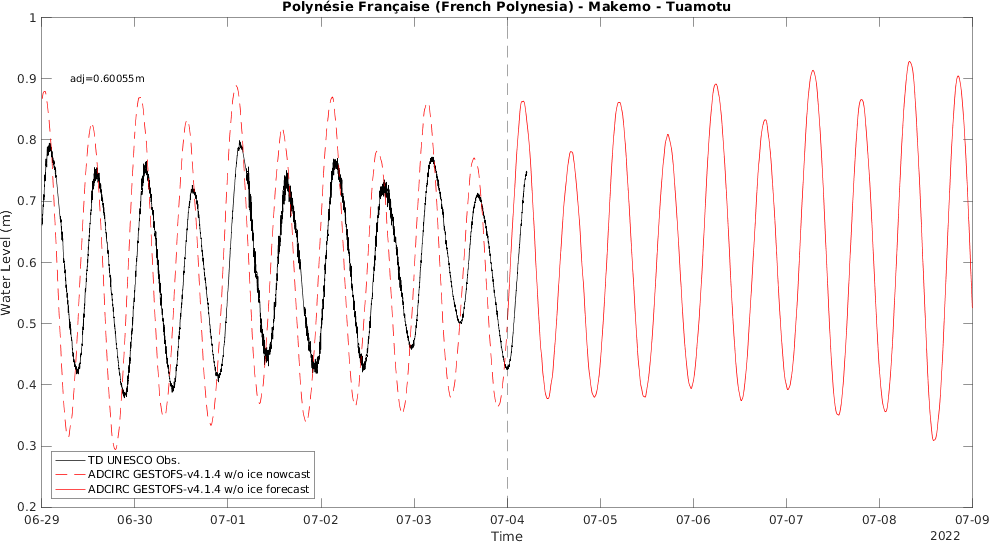 Polynésie Française (French Polynesia) - Makemo - Tuamotu
1
0.9
0.8
0.7
0.6
0.5
0.4
0.3
0.2
Water Level (m)
adj=0.60055m
TD UNESCO Obs.
ADCIRC GESTOFS-v4.1.4 w/o ice nowcast
ADCIRC GESTOFS-v4.1.4 w/o ice forecast
06-29 06-30 07-01 07-02 07-03 07-04 07-05 07-06 07-07 07-08 07-09
Time
2022